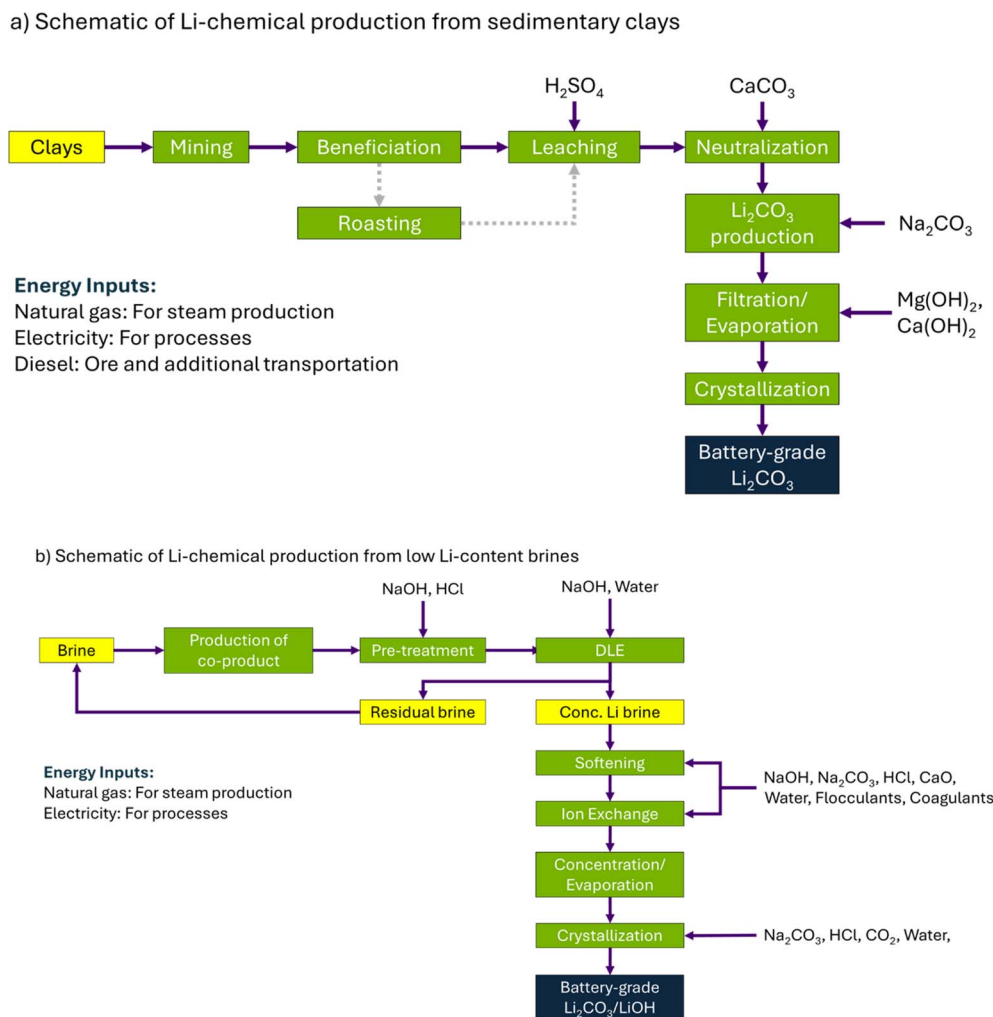 a) Schematic of Li-chemical production from sedimentary clays
H₂SO₄
CaCO₃
Clays
Mining
Beneficiation
Leaching
Neutralization
Roasting
Li₂CO₃
production
Na₂CO₃
Energy Inputs:
Natural gas: For steam production
Electricity: For processes
Diesel: Ore and additional transportation
Filtration/
Evaporation
Mg(OH)₂,
Ca(OH)₂
Crystallization
Battery-grade
Li₂CO₃
b) Schematic of Li-chemical production from low Li-content brines
NaOH, HCl
NaOH, Water
Brine
Production of
co-product
Pre-treatment
DLE
Residual brine
Conc. Li brine
Energy Inputs:
Natural gas: For steam production
Electricity: For processes
Softening
Ion Exchange
NaOH, Na₂CO₃, HCl, CaO,
Water, Flocculants, Coagulants
Concentration/
Evaporation
Crystallization
Na₂CO₃, HCl, CO₂, Water,
Battery-grade
Li₂CO₃/LiOH